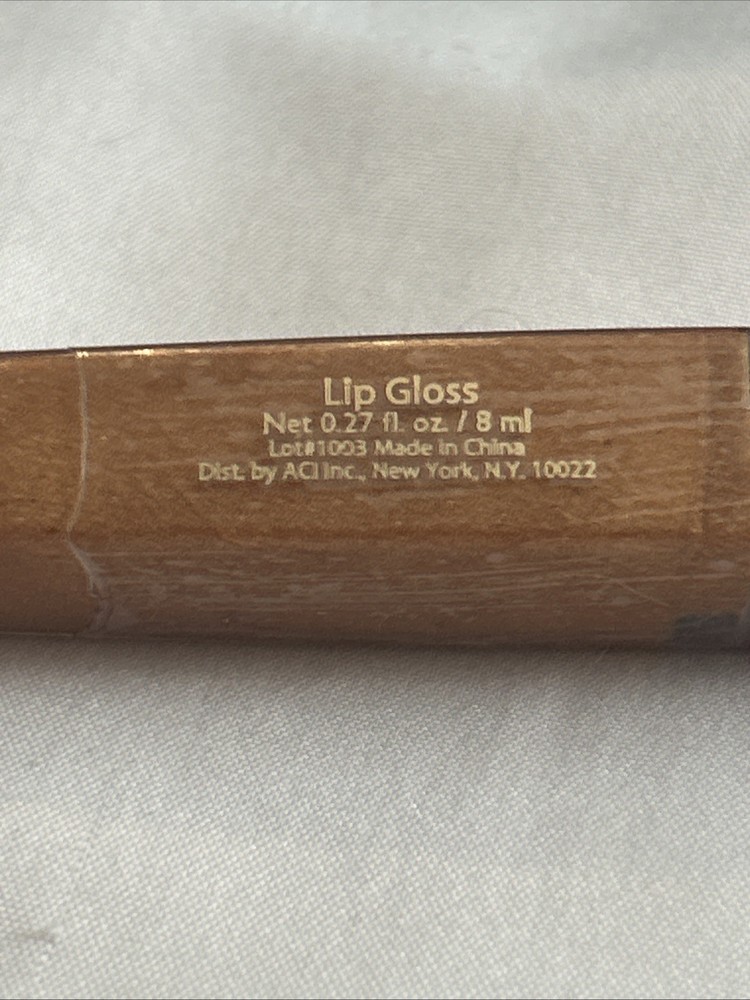 Lip Gloss
Net 0.27 fl. oz. / 8 ml
Lot#1003 Made in China
Dist. by ACI Inc., New York, N.Y. 10022